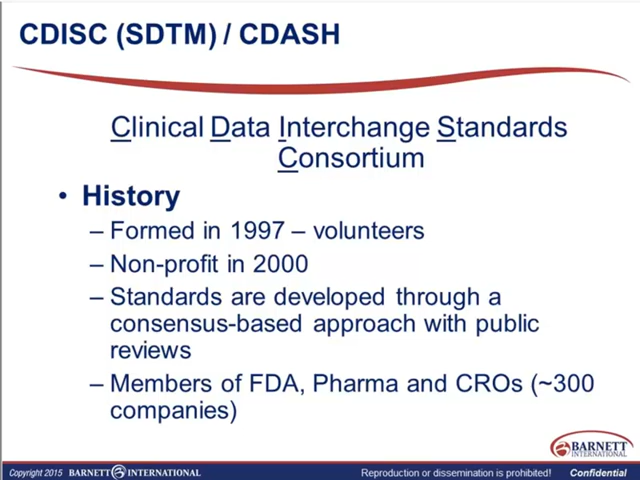 CDISC (SDTM) / CDASH
Clinical Data Interchange Standards
Consortium
• History
– Formed in 1997 – volunteers
– Non-profit in 2000
– Standards are developed through a
consensus-based approach with public
reviews
– Members of FDA, Pharma and CROs (~300
companies)
BARNETT
INTERNATIONAL
Copyright 2015 BARNETT INTERNATIONAL Reproduction or dissemination is prohibited! Confidential